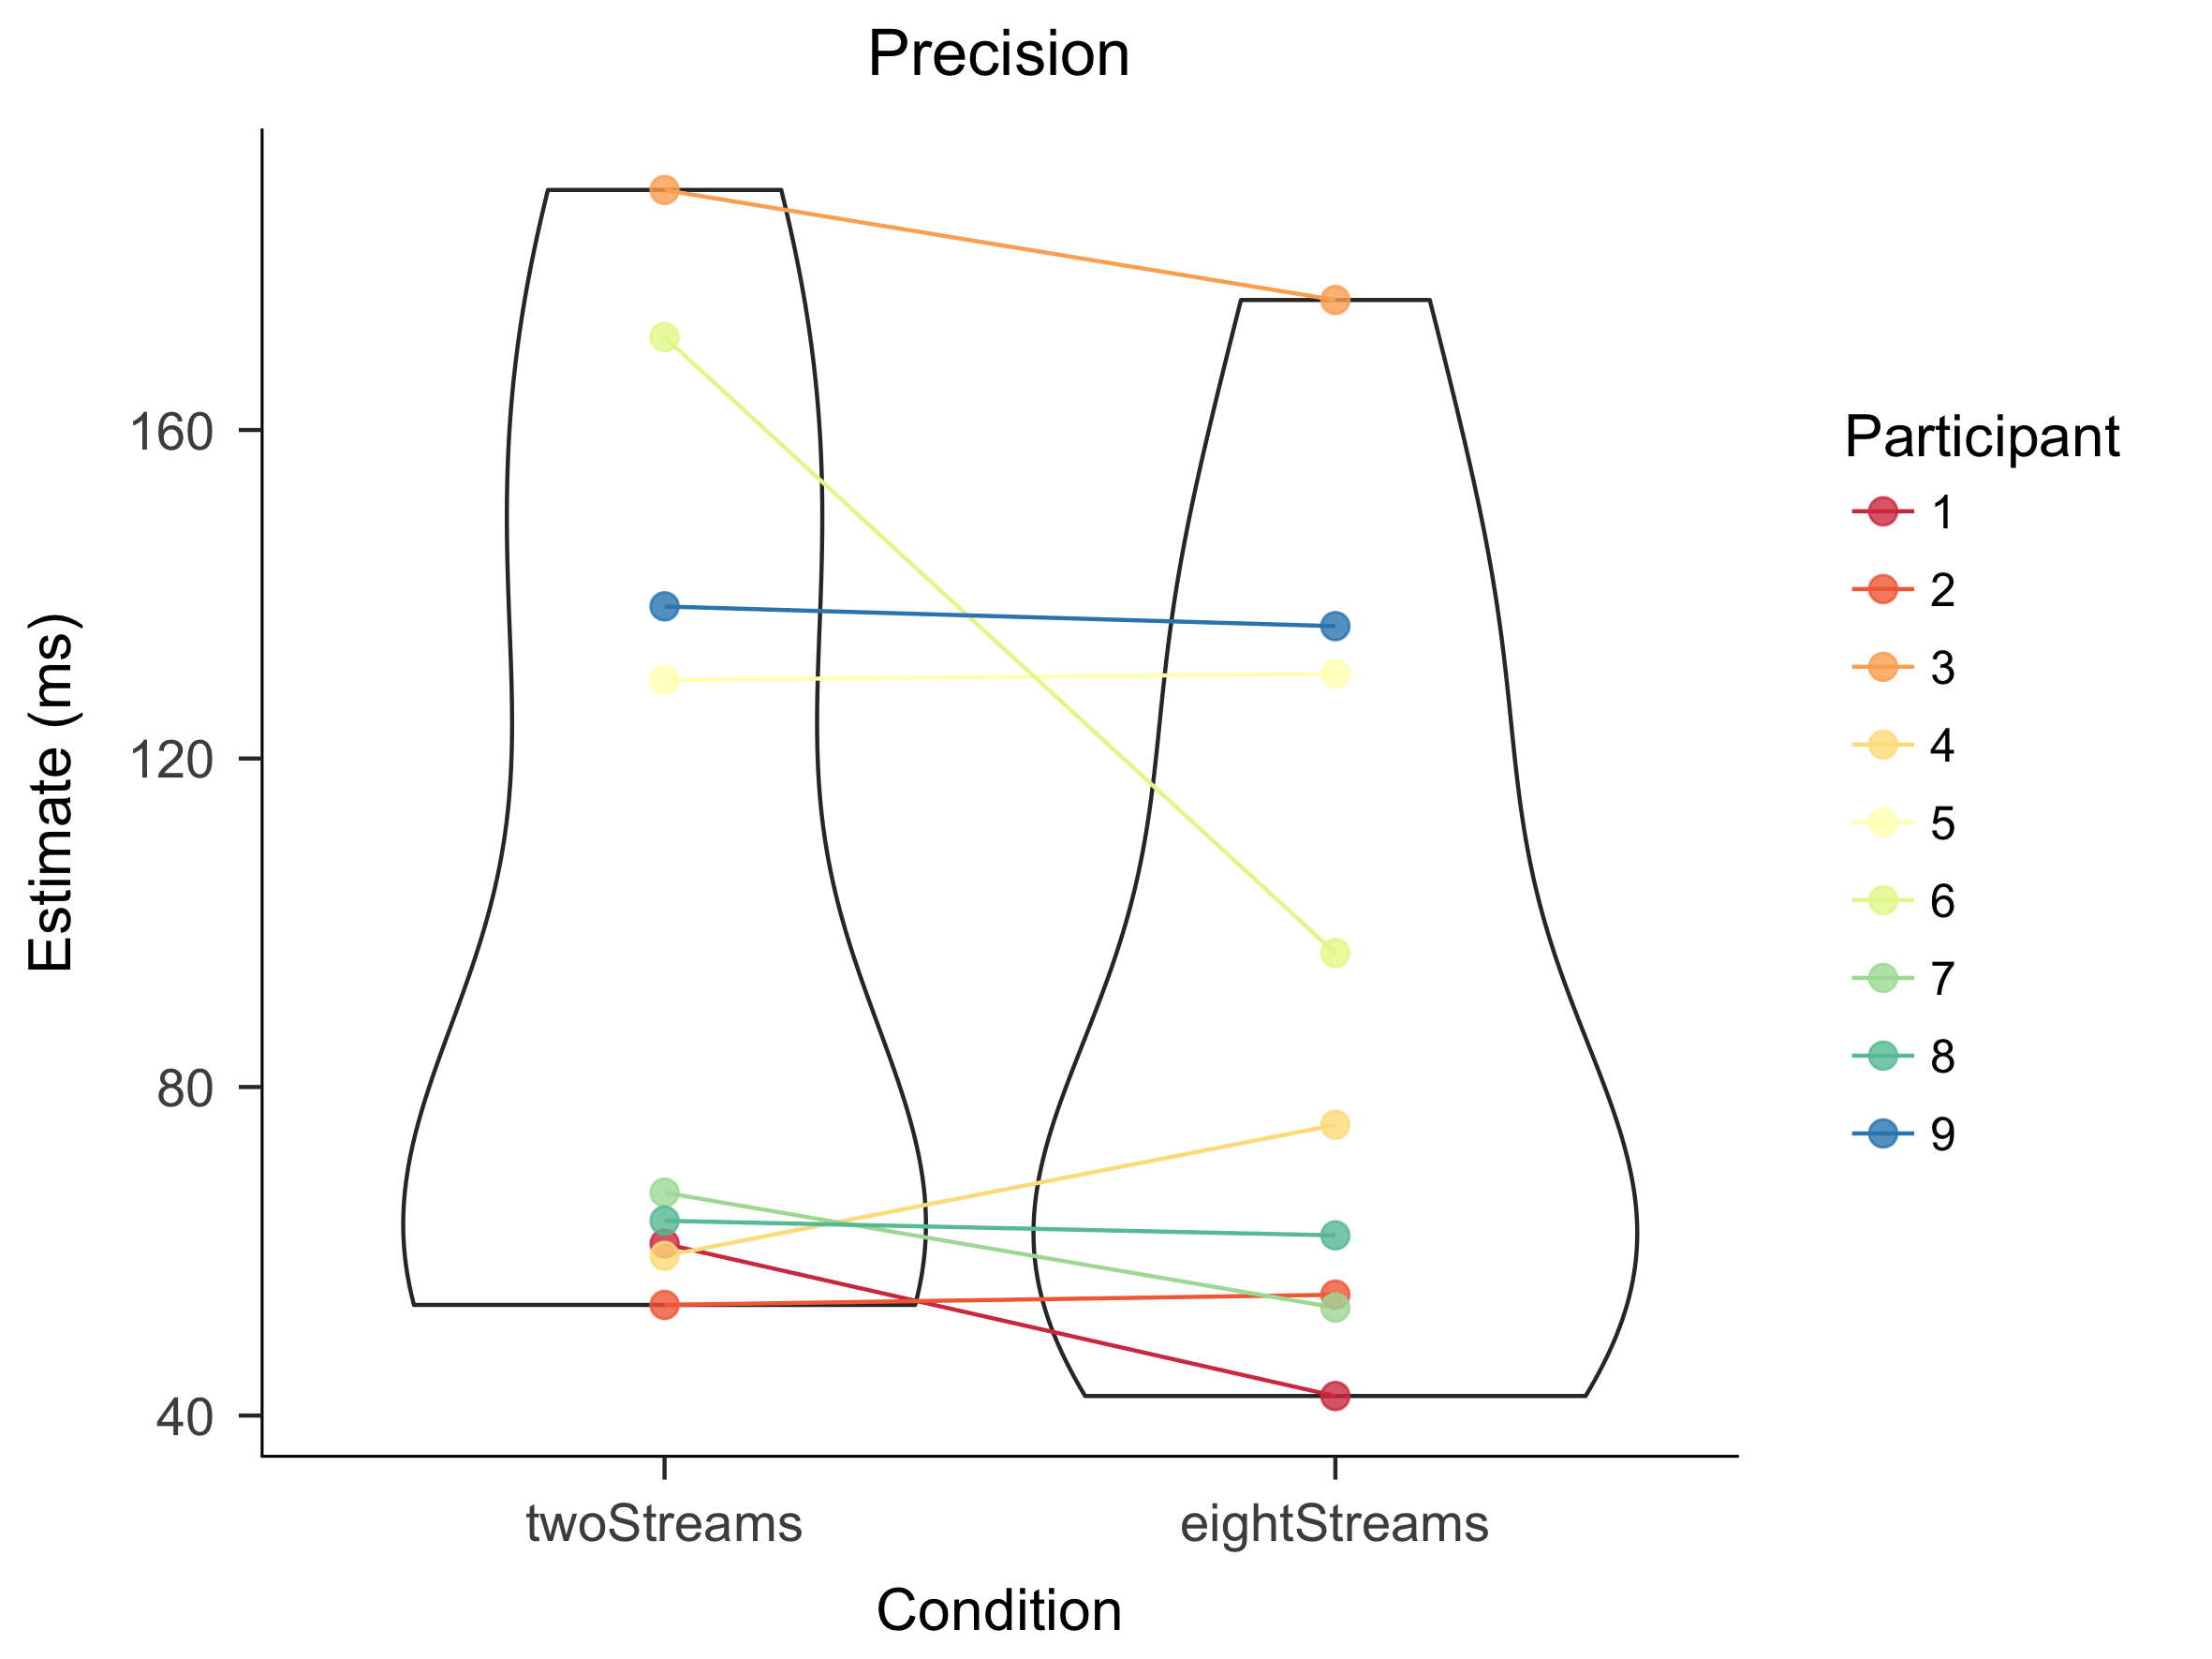 Precision
Estimate (ms)
160
120
80
40
twoStreams
eightStreams
Condition
Participant
1
2
3
4
5
6
7
8
9